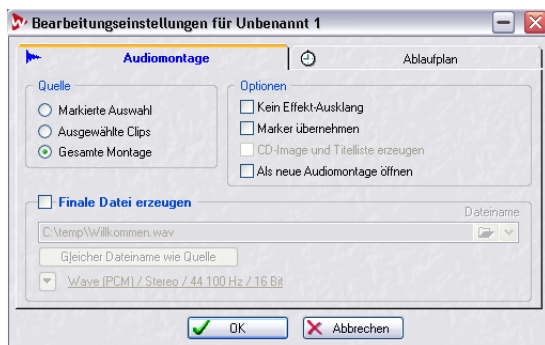 Bearbeitungseinstellungen für Unbenannt 1
Audiomontage
Ablaufplan
Quelle
Markierte Auswahl
Ausgewählte Clips
Gesamte Montage
Optionen
Kein Effekt-Ausklang
Marker übernehmen
CD-Image und Titelliste erzeugen
Als neue Audiomontage öffnen
Finale Datei erzeugen
Dateiname
C:\temp\Willkommen.wav
Gleicher Dateiname wie Quelle
Wave (PCM) / Stereo / 44 100 Hz / 16 Bit
OK
Abbrechen